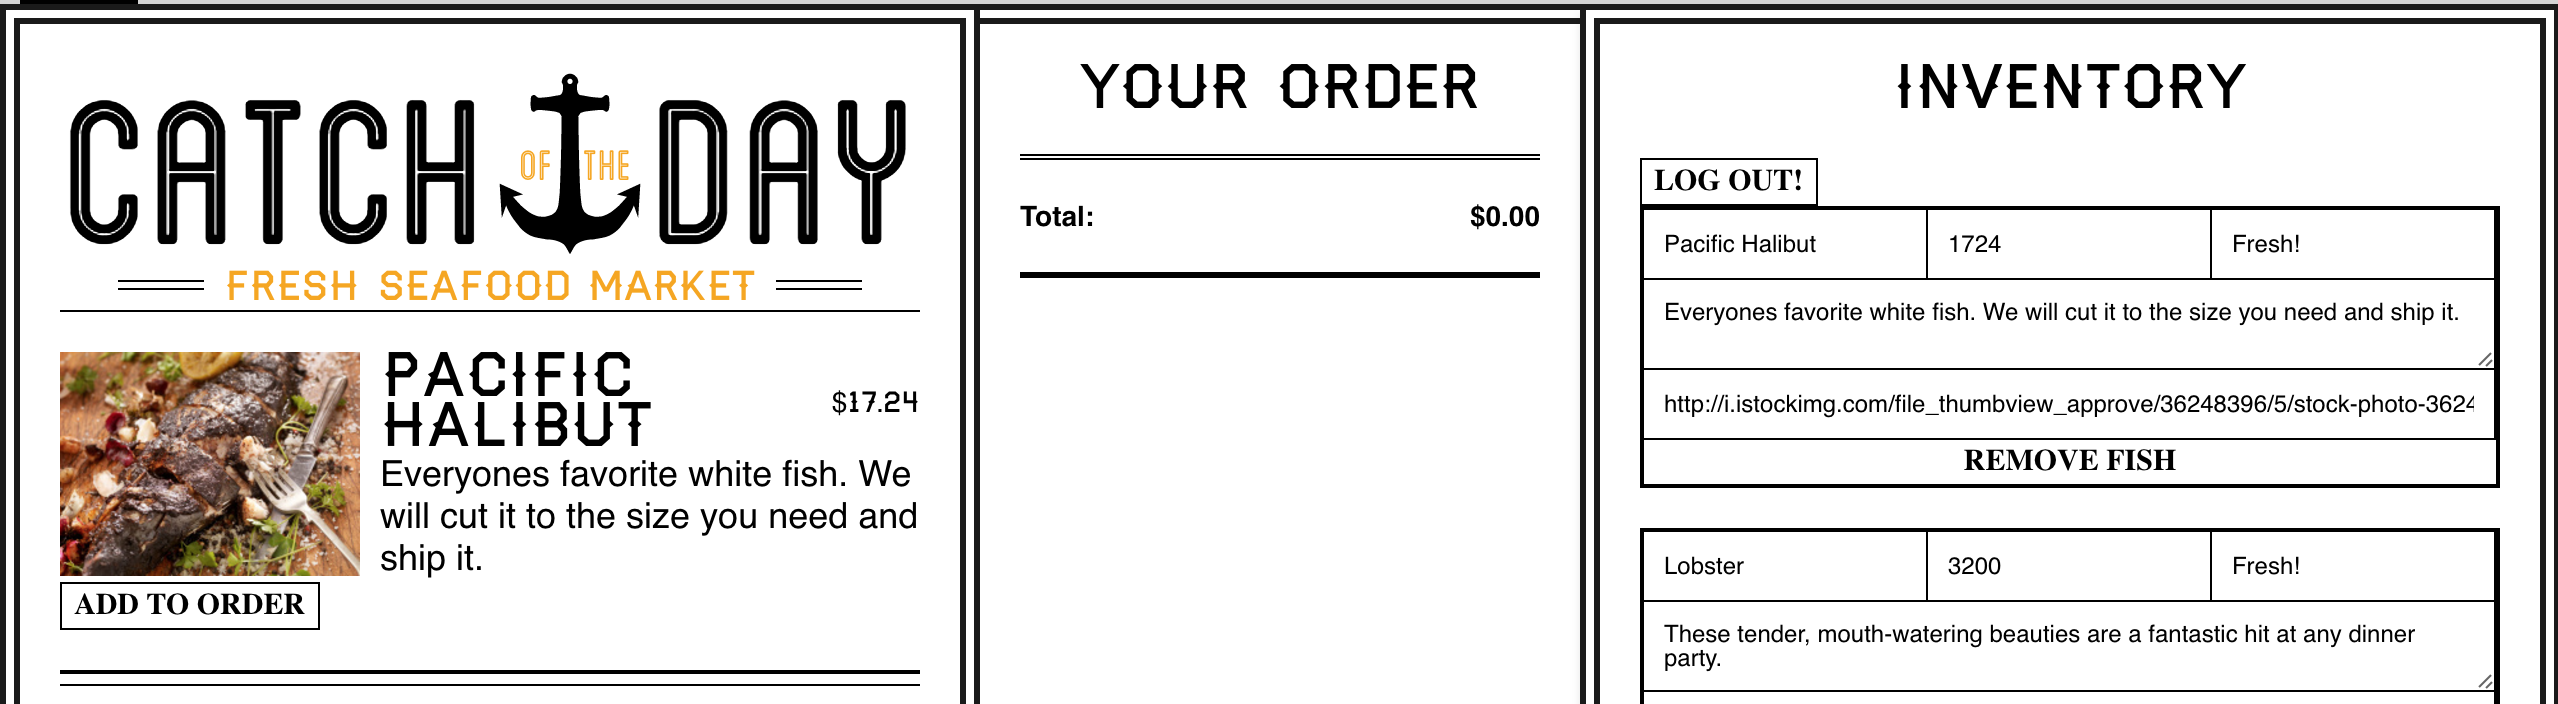 CATCH OF THE DAY
FRESH SEAFOOD MARKET
PACIFIC
HALIBUT
$17.24
Everyones favorite white fish. We
will cut it to the size you need and
ship it.
ADD TO ORDER
YOUR ORDER
Total: $0.00
INVENTORY
LOG OUT!
Pacific Halibut 1724 Fresh!
Everyones favorite white fish. We will cut it to the size you need and ship it.
http://i.istockimg.com/file_thumbview_approve/36248396/5/stock-photo-3624
REMOVE FISH
Lobster 3200 Fresh!
These tender, mouth-watering beauties are a fantastic hit at any dinner
party.